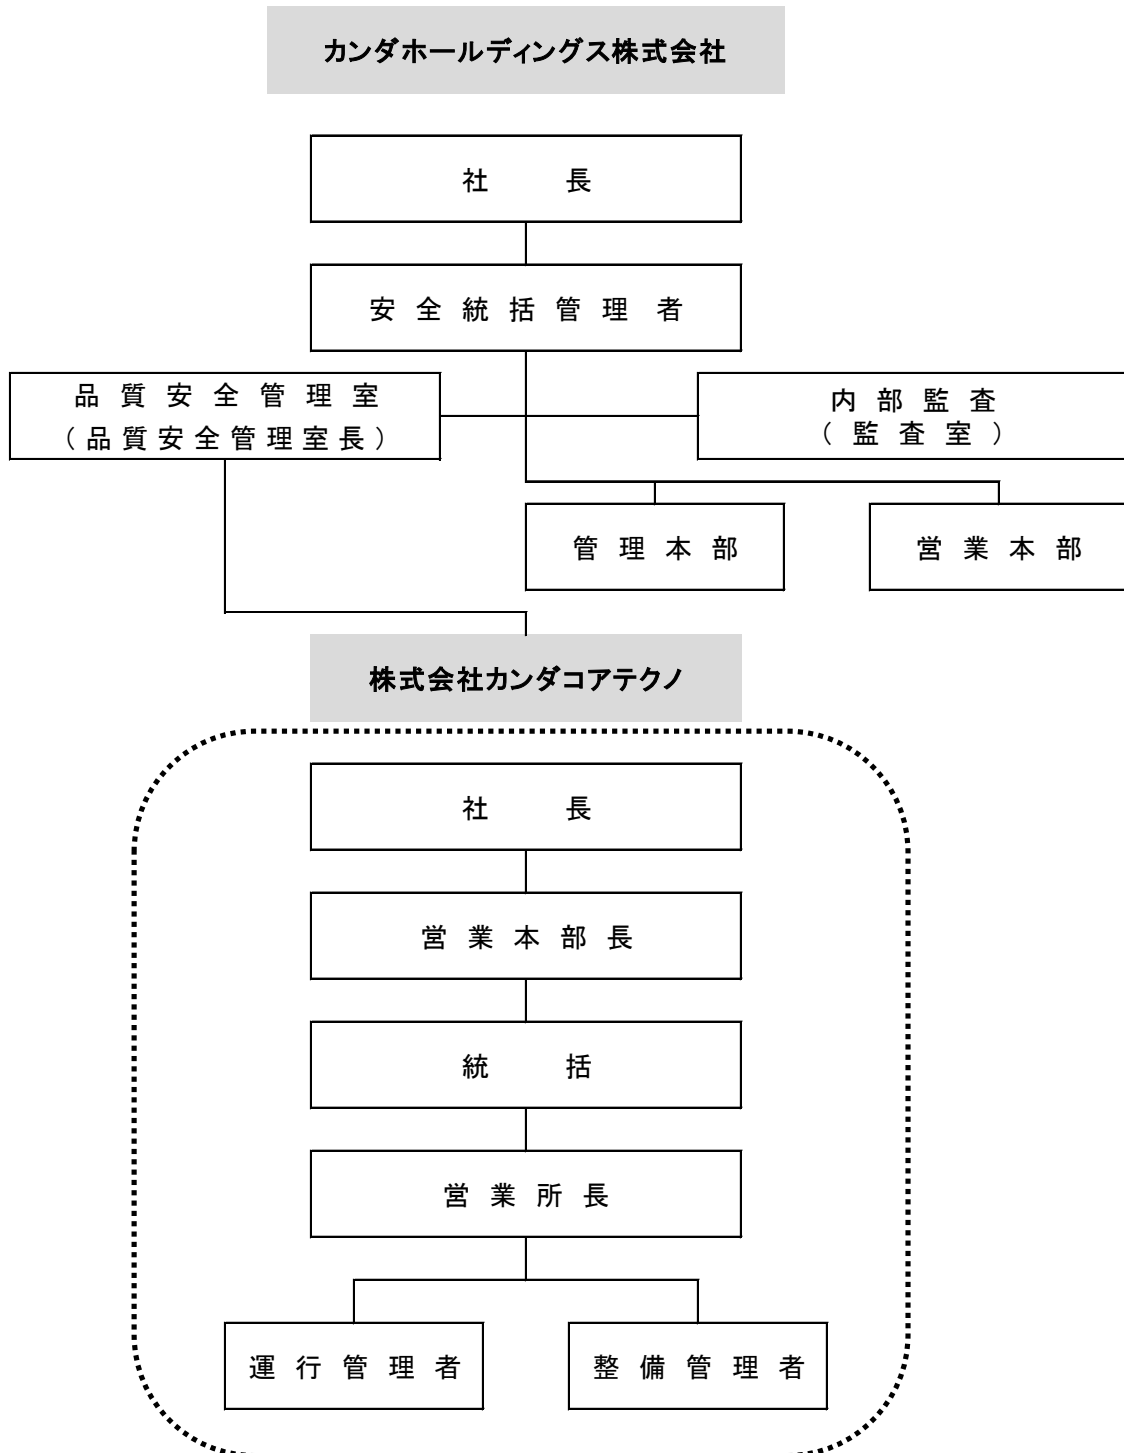 カンダホールディングス株式会社
社長
安全統括管理者
品質安全管理室
（品質安全管理室長）
内部監査
（監査室）
管理本部
営業本部
株式会社カンダコアテクノ
社長
営業本部長
統括
営業所長
運行管理者
整備管理者